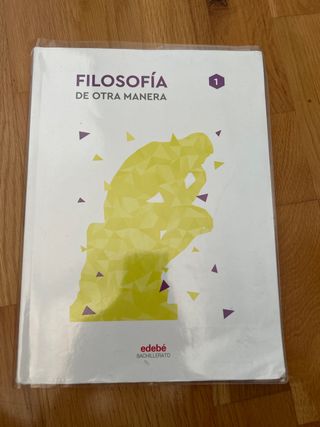 FILOSOFÍA
1
DE OTRA MANERA
edebé
BACHILLERATO